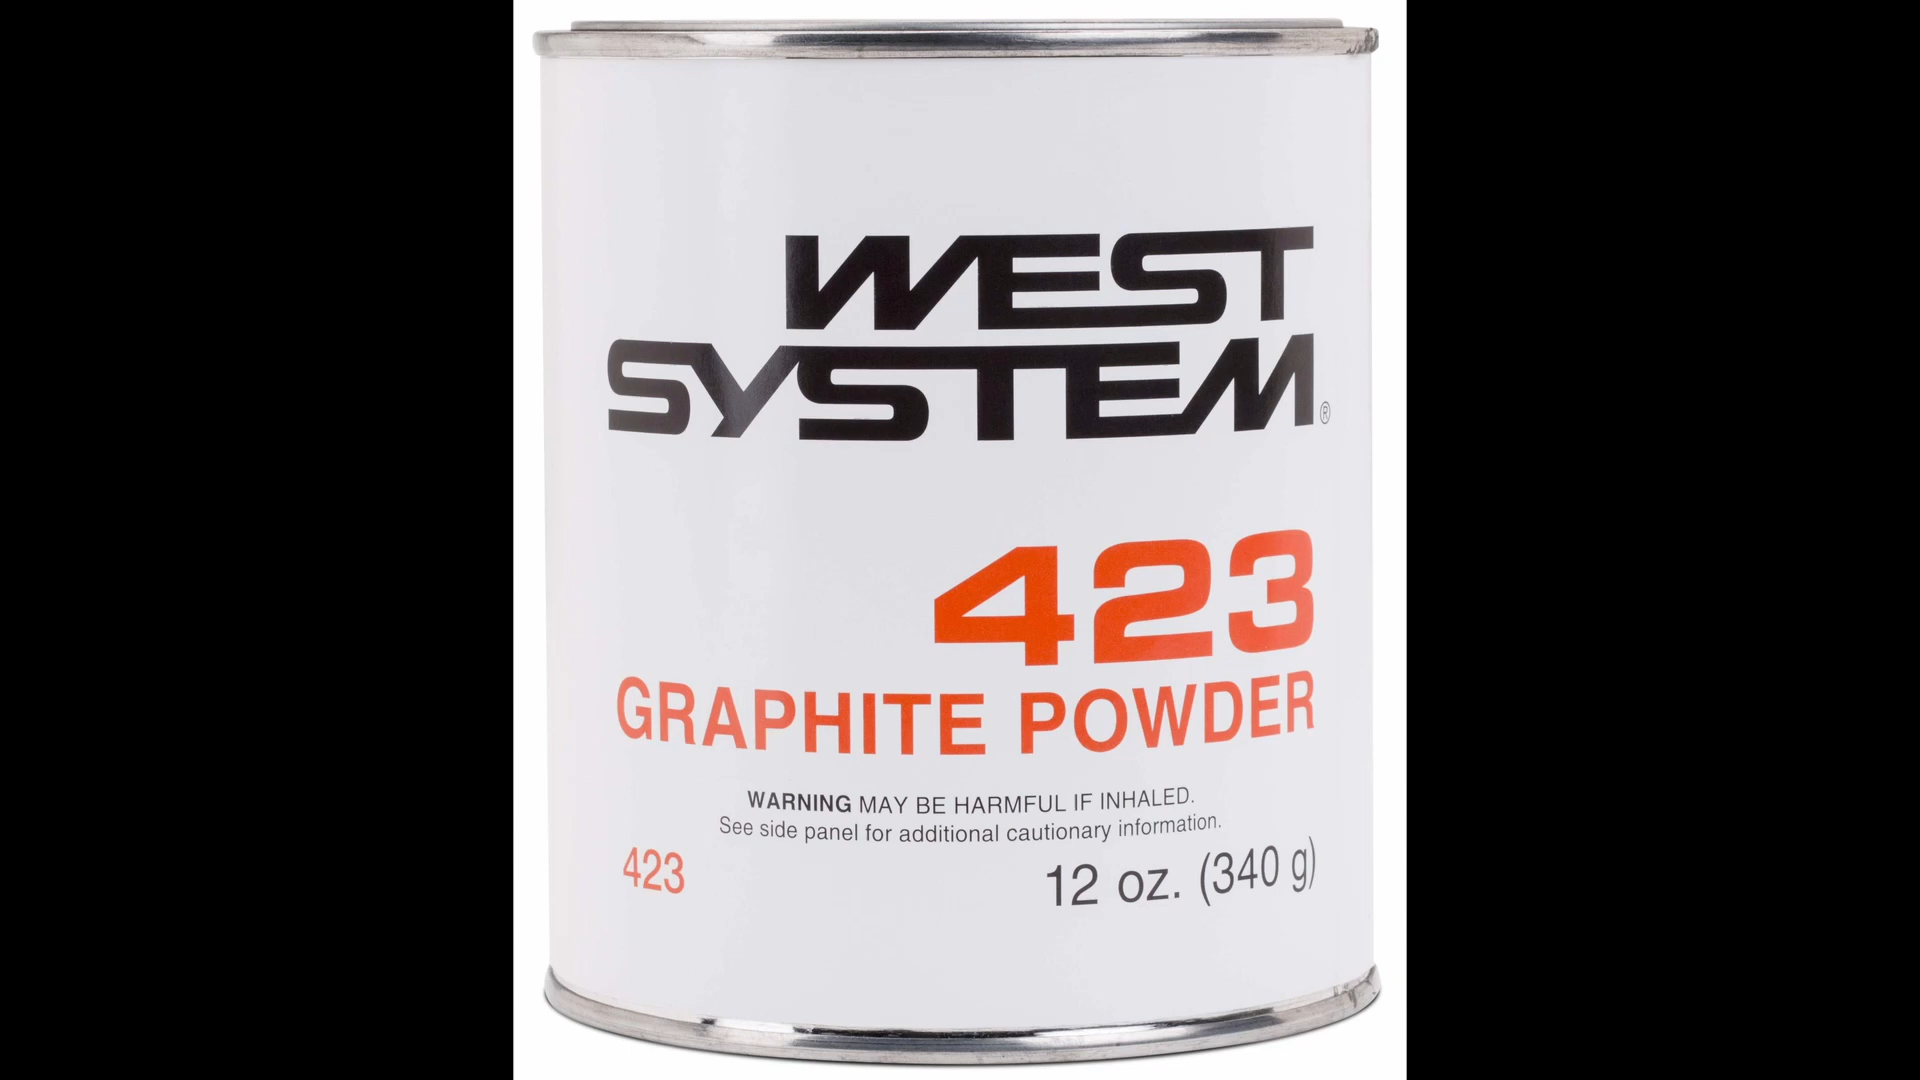 WEST
SYSTEM®
423
GRAPHITE POWDER
WARNING MAY BE HARMFUL IF INHALED.
See side panel for additional cautionary information.
423
12 oz. (340 g)